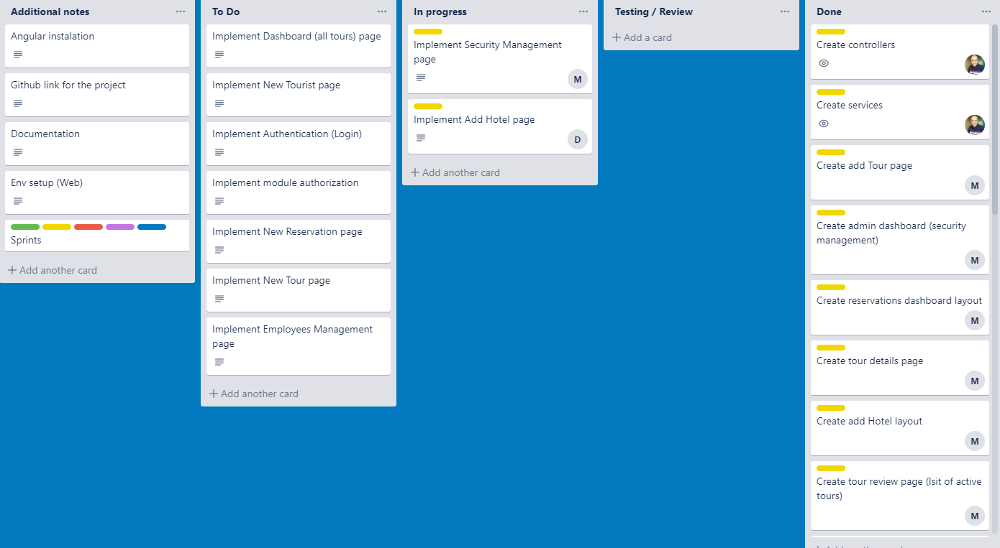 Additional notes
Angular instalation
Github link for the project
Documentation
Env setup (Web)
Sprints
Add another card
To Do
Implement Dashboard (all tours) page
Implement New Tourist page
Implement Authentication (Login)
Implement module authorization
Implement New Reservation page
Implement New Tour page
Implement Employees Management
page
Add another card
In progress
Implement Security Management
page
M
Implement Add Hotel page
D
Add another card
Testing / Review
Add a card
Done
Create controllers
Create services
Create add Tour page
M
Create admin dashboard (security
management)
M
Create reservations dashboard layout
M
Create tour details page
M
Create add Hotel layout
M
Create tour review page (lsit of active
tours)
M